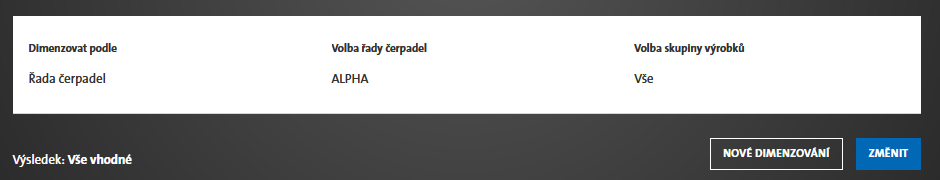 Dimenzovat podle Volba řady čerpadel Volba skupiny výrobků
Řada čerpadel ALPHA Vše
Výsledek: Vše vhodné NOVÉ DIMENZOVÁNÍ ZMĚNIT